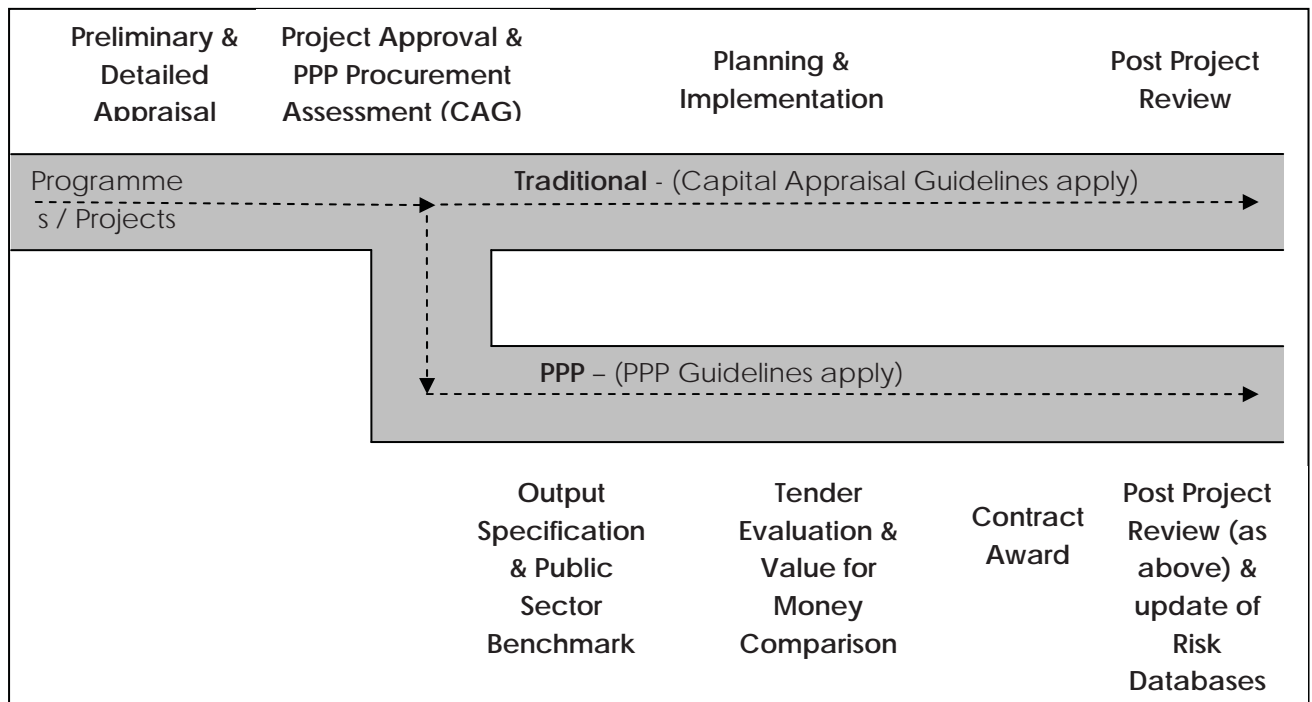 Preliminary &
Detailed
Appraisal
Project Approval &
PPP Procurement
Assessment (CAG)
Planning &
Implementation
Post Project
Review
Programme
s / Projects
Traditional - (Capital Appraisal Guidelines apply)
PPP – (PPP Guidelines apply)
Output
Specification
& Public
Sector
Benchmark
Tender
Evaluation &
Value for
Money
Comparison
Contract
Award
Post Project
Review (as
above) &
update of
Risk
Databases